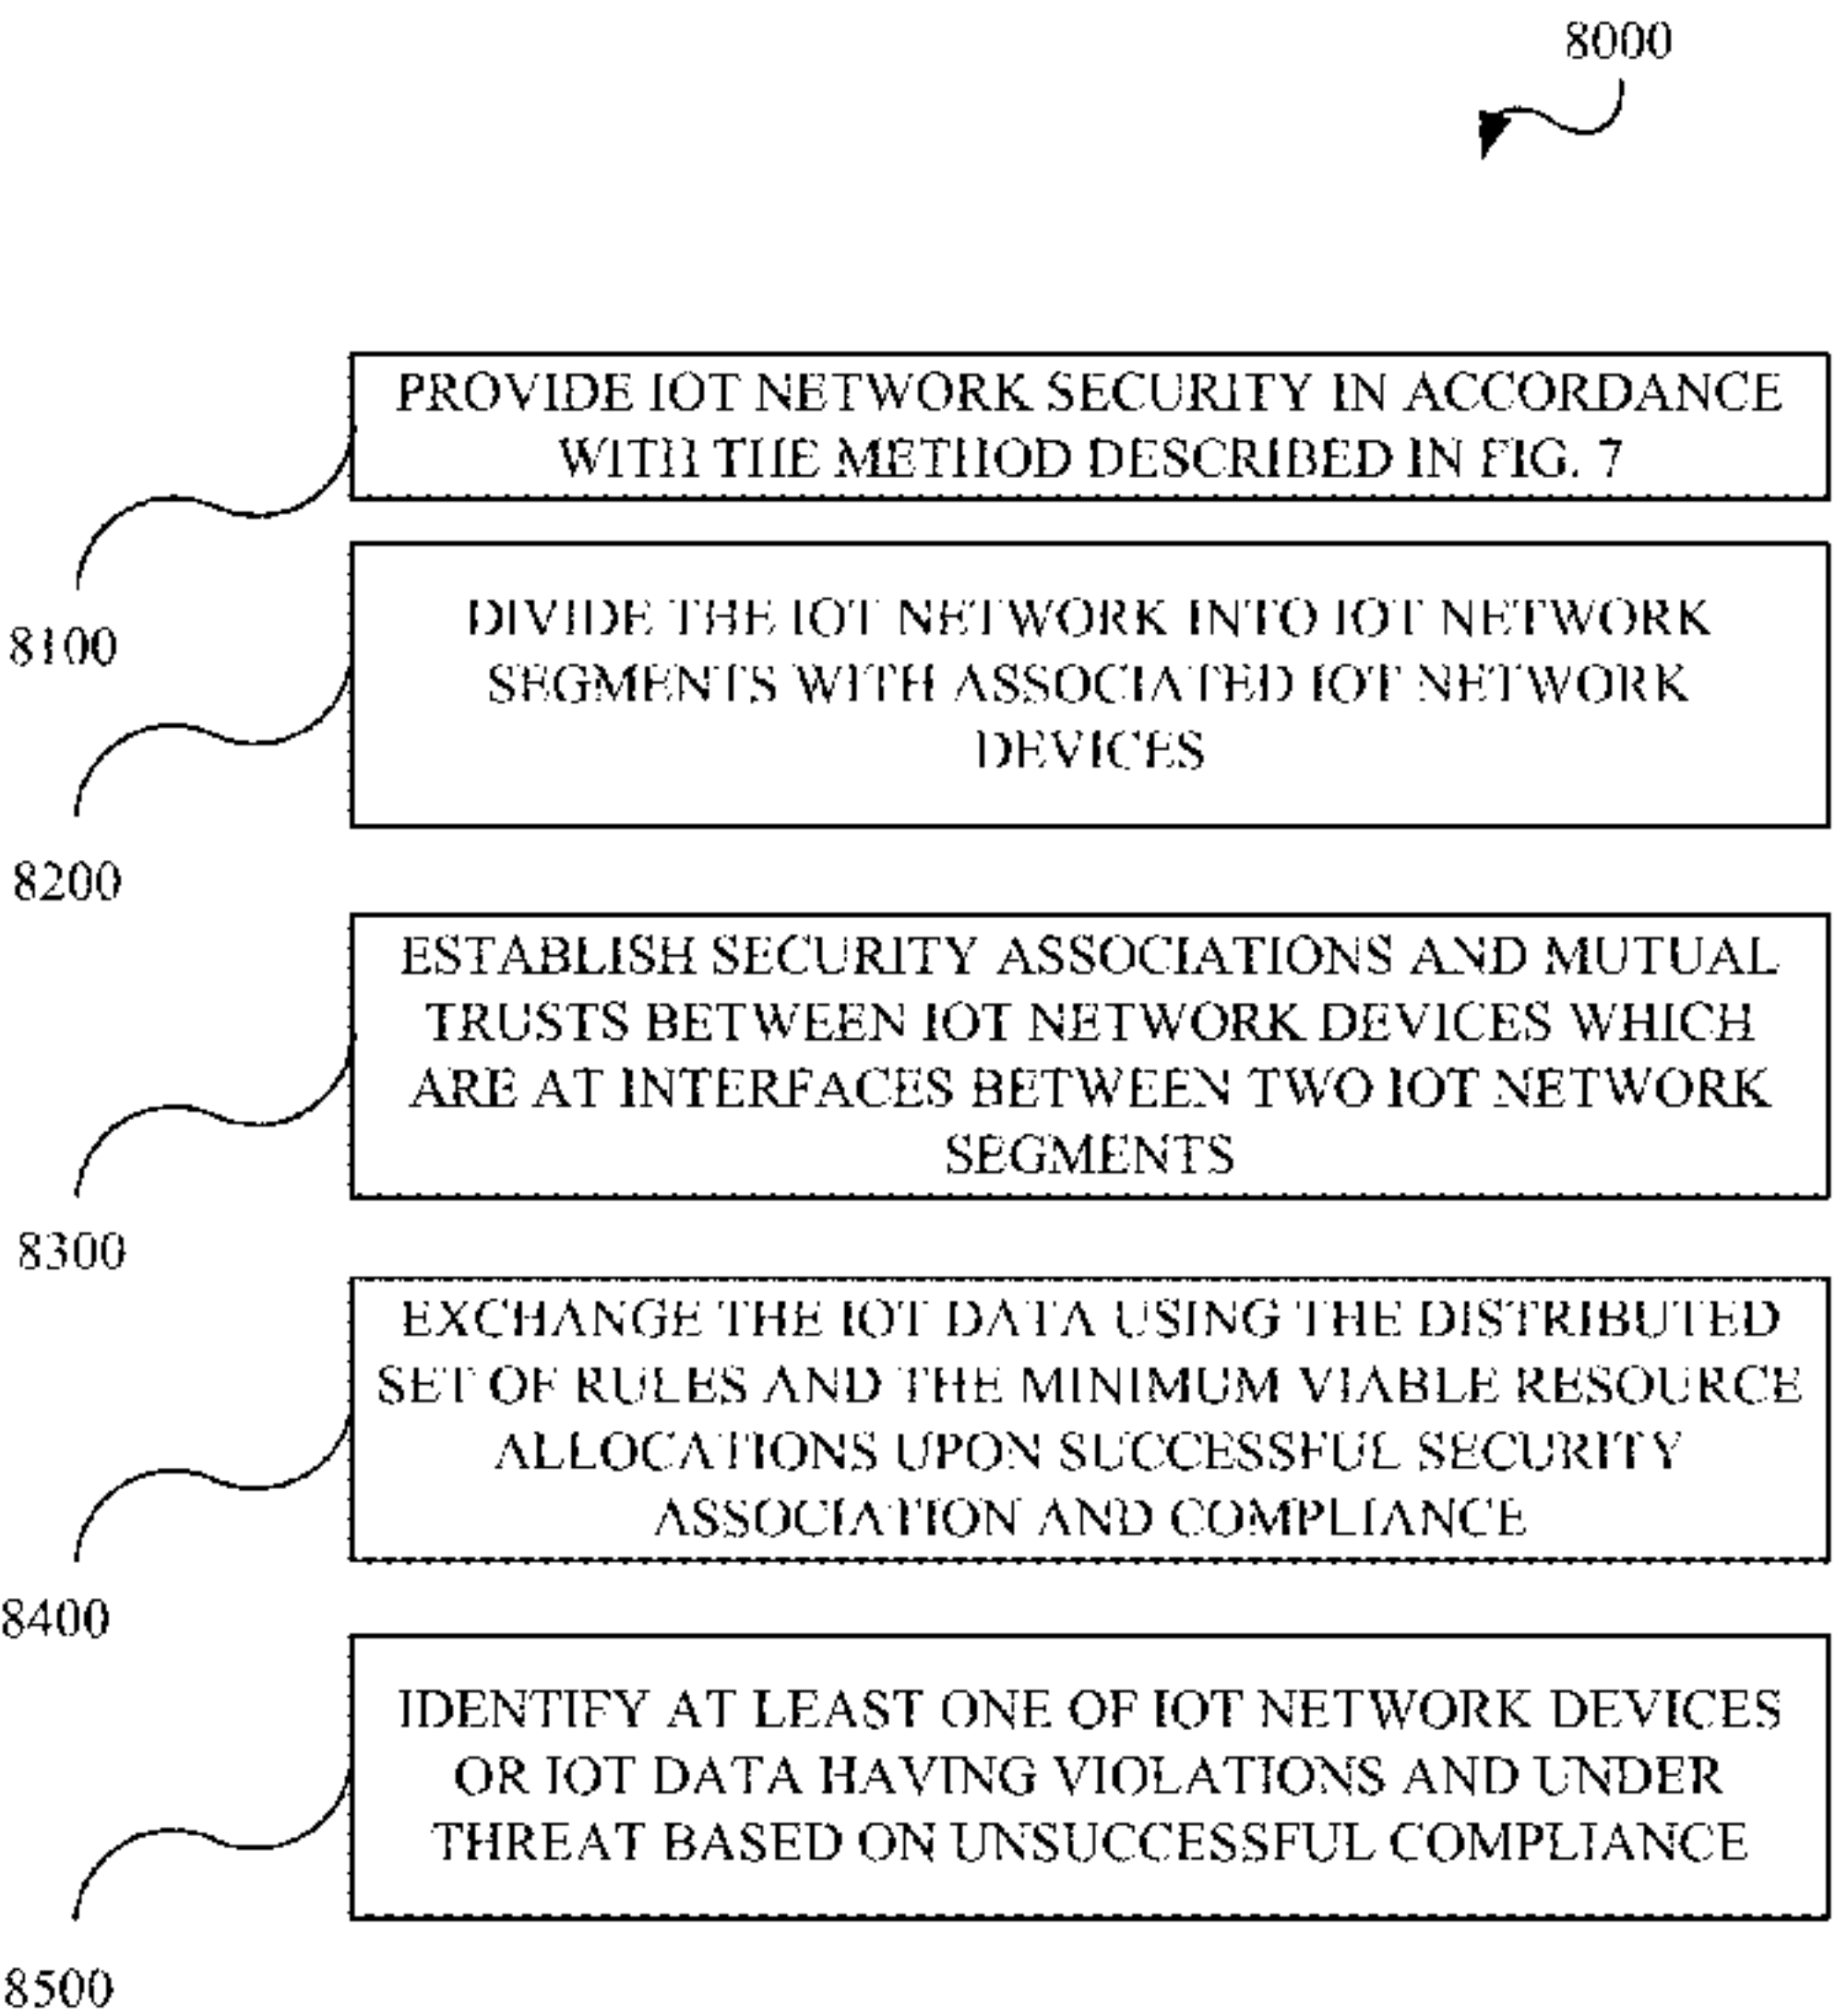 8000
PROVIDE IOT NETWORK SECURITY IN ACCORDANCE
WITH THE METHOD DESCRIBED IN FIG. 7
8100
DIVIDE THE IOT NETWORK INTO IOT NETWORK
SEGMENTS WITH ASSOCIATED IOT NETWORK
DEVICES
8200
ESTABLISH SECURITY ASSOCIATIONS AND MUTUAL
TRUSTS BETWEEN IOT NETWORK DEVICES WHICH
ARE AT INTERFACES BETWEEN TWO IOT NETWORK
SEGMENTS
8300
EXCHANGE THE IOT DATA USING THE DISTRIBUTED
SET OF RULES AND THE MINIMUM VIABLE RESOURCE
ALLOCATIONS UPON SUCCESSFUL SECURITY
ASSOCIATION AND COMPLIANCE
8400
IDENTIFY AT LEAST ONE OF IOT NETWORK DEVICES
OR IOT DATA HAVING VIOLATIONS AND UNDER
THREAT BASED ON UNSUCCESSFUL COMPLIANCE
8500